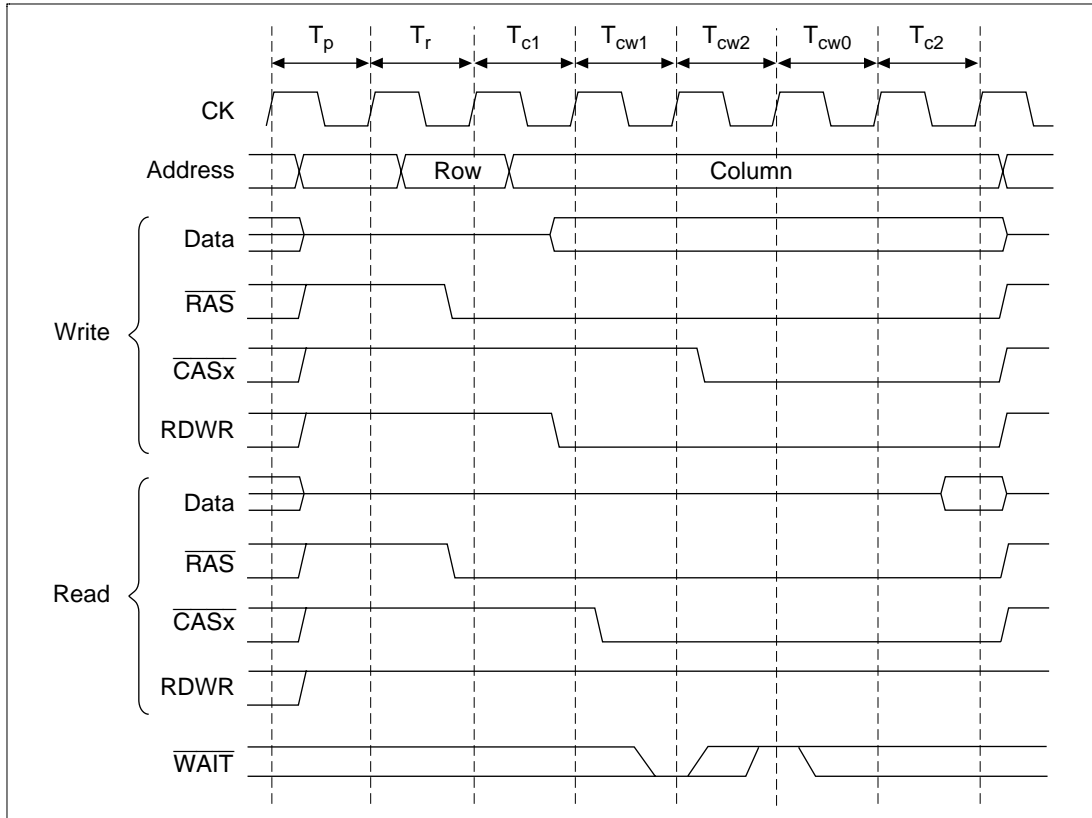 Tp Tr Tc1 Tcw1 Tcw2 Tcw0 Tc2
CK
Address Row Column
Data
RAS
Write
CASx
RDWR
Data
RAS
Read
CASx
RDWR
WAIT